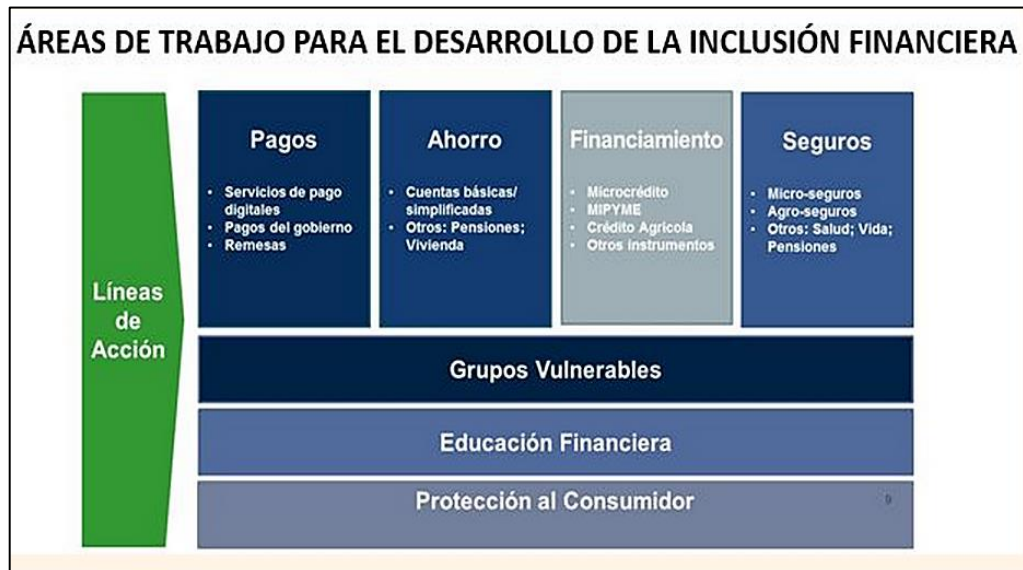 ÁREAS DE TRABAJO PARA EL DESARROLLO DE LA INCLUSIÓN FINANCIERA
Líneas
de
Acción
Pagos
• Servicios de pago
digitales
• Pagos del gobierno
• Remesas
Ahorro
• Cuentas básicas/
simplificadas
• Otros: Pensiones;
Vivienda
Financiamiento
• Microcrédito
• MIPYME
• Crédito Agrícola
• Otros instrumentos
Seguros
• Micro-seguros
• Agro-seguros
• Otros: Salud; Vida;
Pensiones
Grupos Vulnerables
Educación Financiera
Protección al Consumidor
9